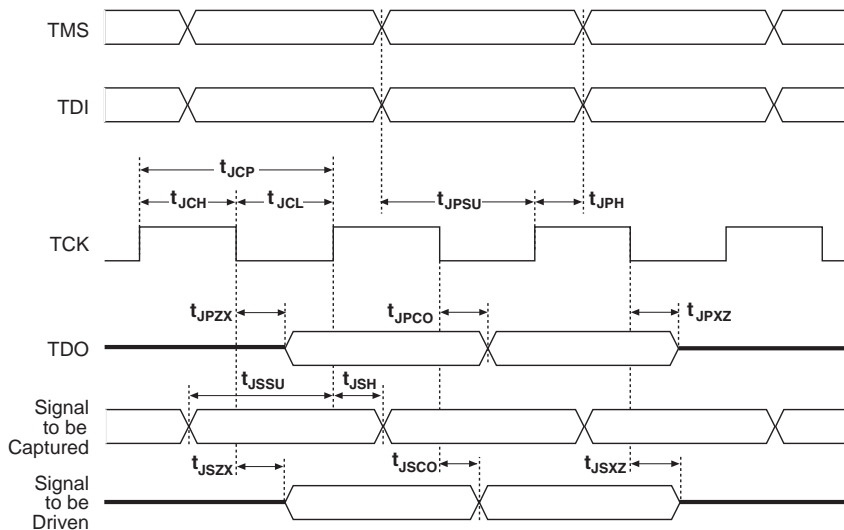 TMS
TDI
tJCP
tJCH
tJCL
tJPSU
tJPH
TCK
tJPZX
tJPCO
tJPXZ
TDO
tJSSU
tJSH
Signal
to be
Captured
tJSZX
tJSCO
tJSXZ
Signal
to be
Driven